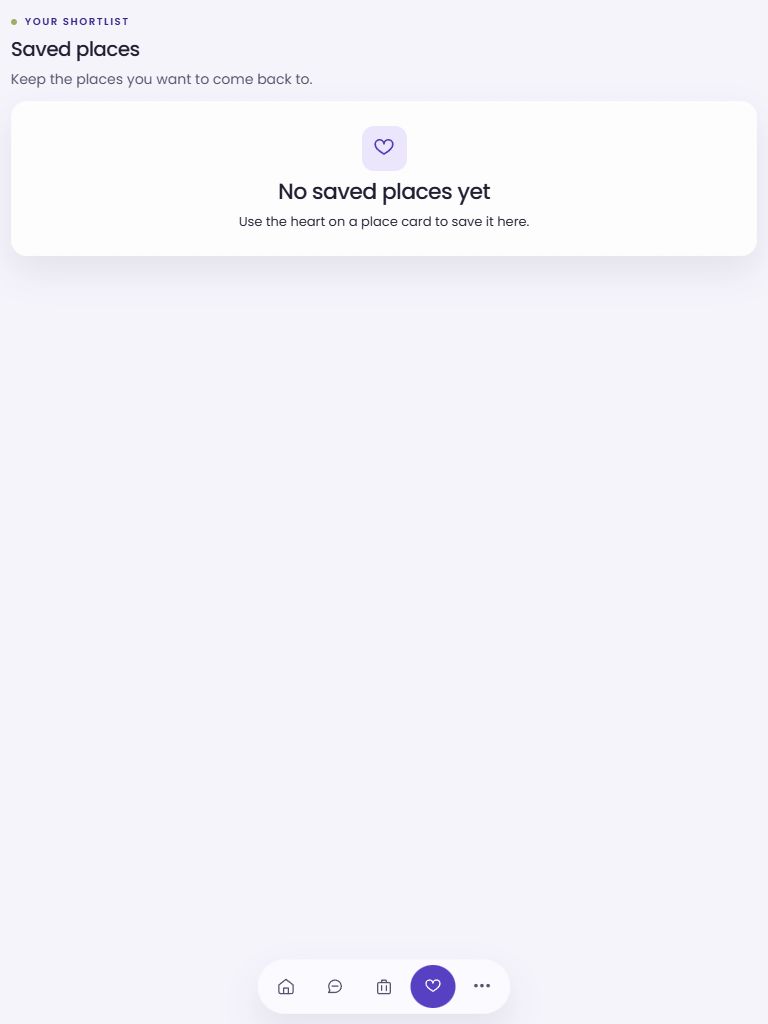 YOUR SHORTLIST
Saved places
Keep the places you want to come back to.
No saved places yet
Use the heart on a place card to save it here.